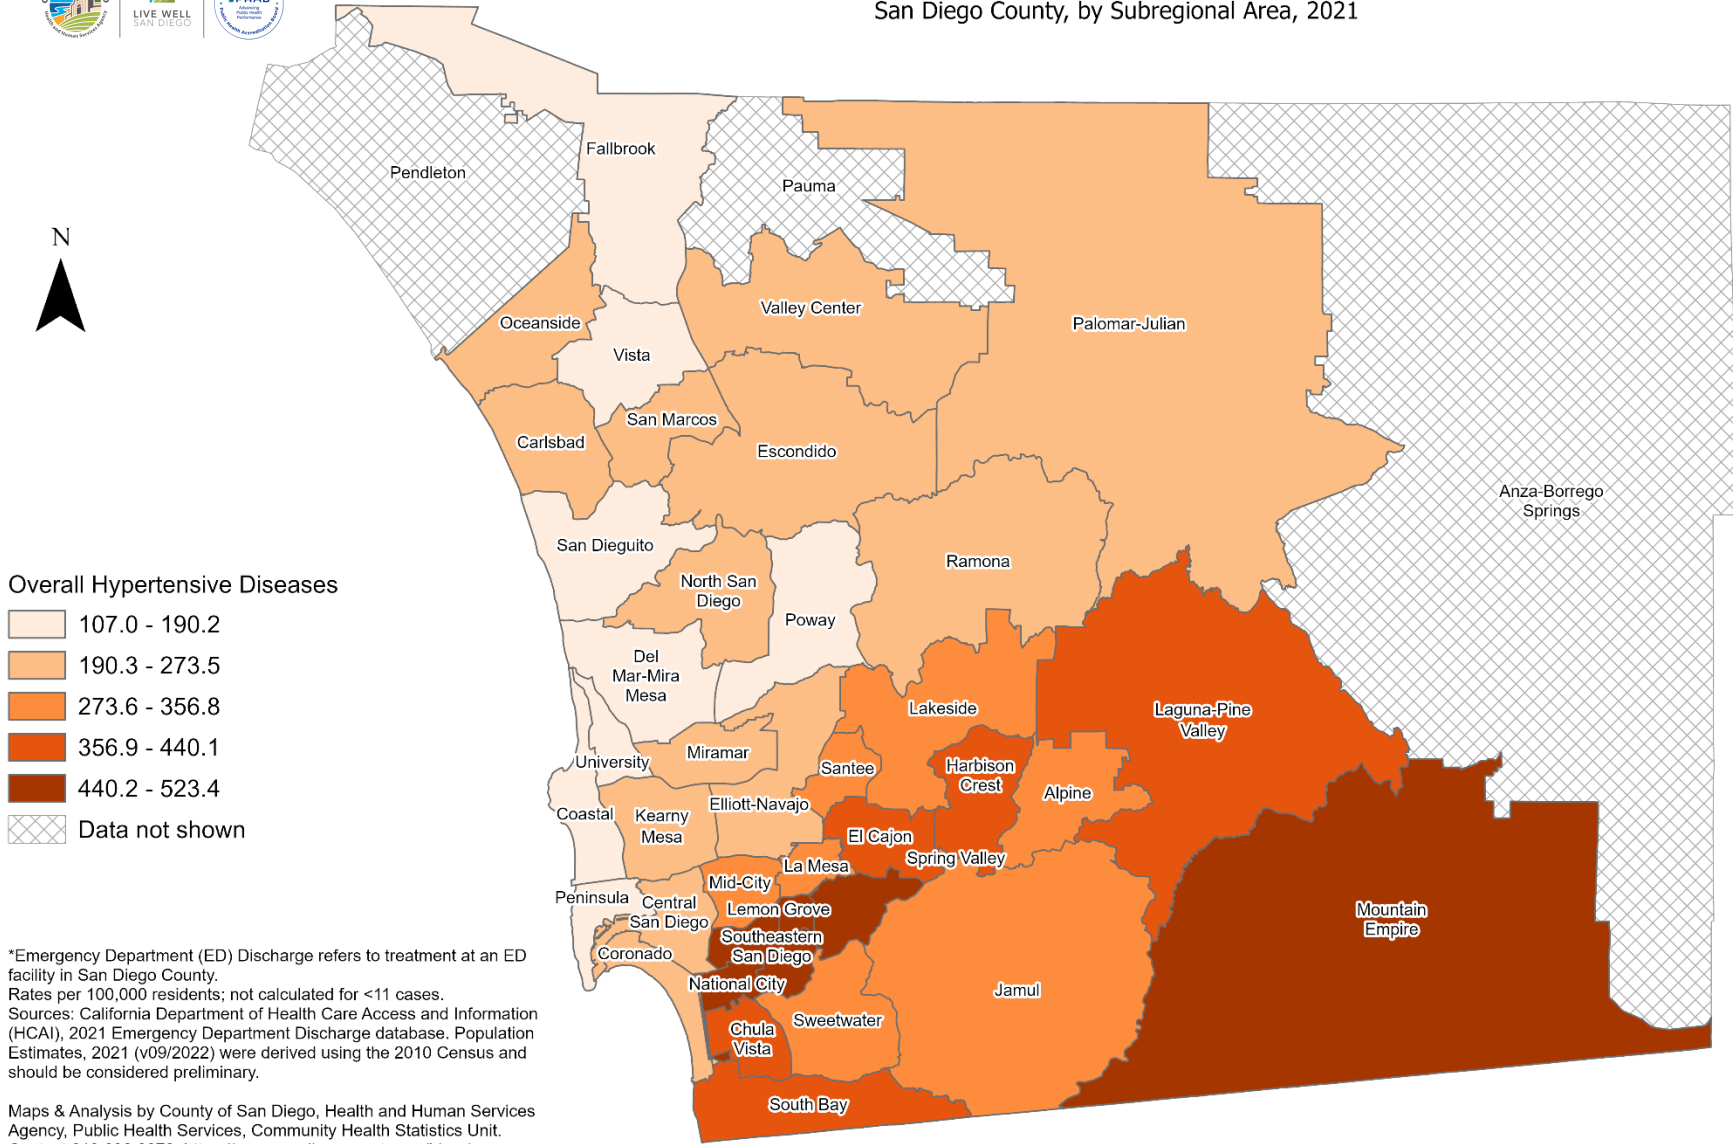 San Diego County, by Subregional Area, 2021
LIVE WELL
SAN DIEGO
Advancing
Public Health
Performance
Fallbrook
Pendleton
Pauma
N
Oceanside
Valley Center
Palomar-Julian
Vista
San Marcos
Carlsbad
Escondido
Anza-Borrego
Springs
San Dieguito
North San
Diego
Ramona
Poway
Del
Mar-Mira
Mesa
Lakeside
Laguna-Pine
Valley
University
Miramar
Santee
Harbison
Crest
Alpine
Coastal
Kearny
Mesa
Elliott-Navajo
El Cajon
Spring Valley
La Mesa
Mid-City
Peninsula
Central
San Diego
Lemon Grove
Mountain
Empire
Southeastern
San Diego
Coronado
National City
Jamul
Sweetwater
Chula
Vista
South Bay
Overall Hypertensive Diseases
107.0 - 190.2
190.3 - 273.5
273.6 - 356.8
356.9 - 440.1
440.2 - 523.4
Data not shown
*Emergency Department (ED) Discharge refers to treatment at an ED
facility in San Diego County.
Rates per 100,000 residents; not calculated for <11 cases.
Sources: California Department of Health Care Access and Information
(HCAI), 2021 Emergency Department Discharge database. Population
Estimates, 2021 (v09/2022) were derived using the 2010 Census and
should be considered preliminary.
Maps & Analysis by County of San Diego, Health and Human Services
Agency, Public Health Services, Community Health Statistics Unit.